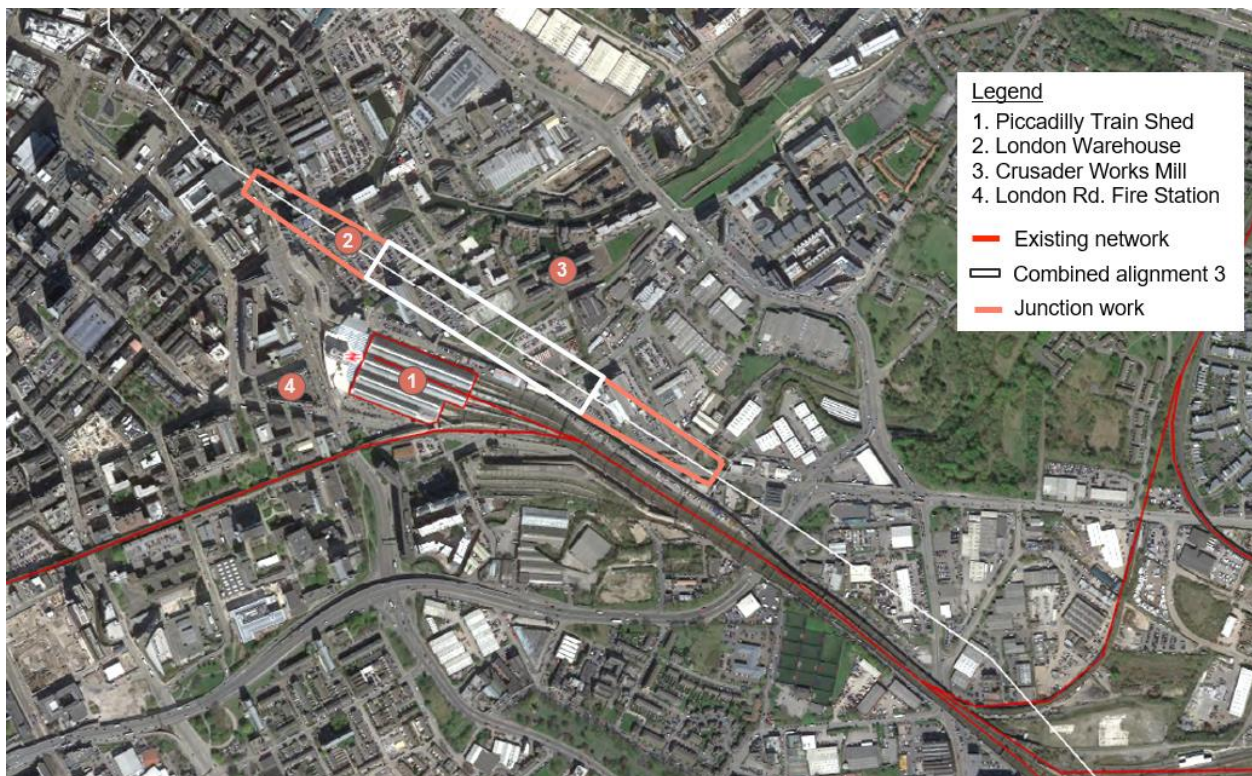 Legend
1. Piccadilly Train Shed
2. London Warehouse
3. Crusader Works Mill
4. London Rd. Fire Station
Existing network
Combined alignment 3
Junction work
2
3
1
4